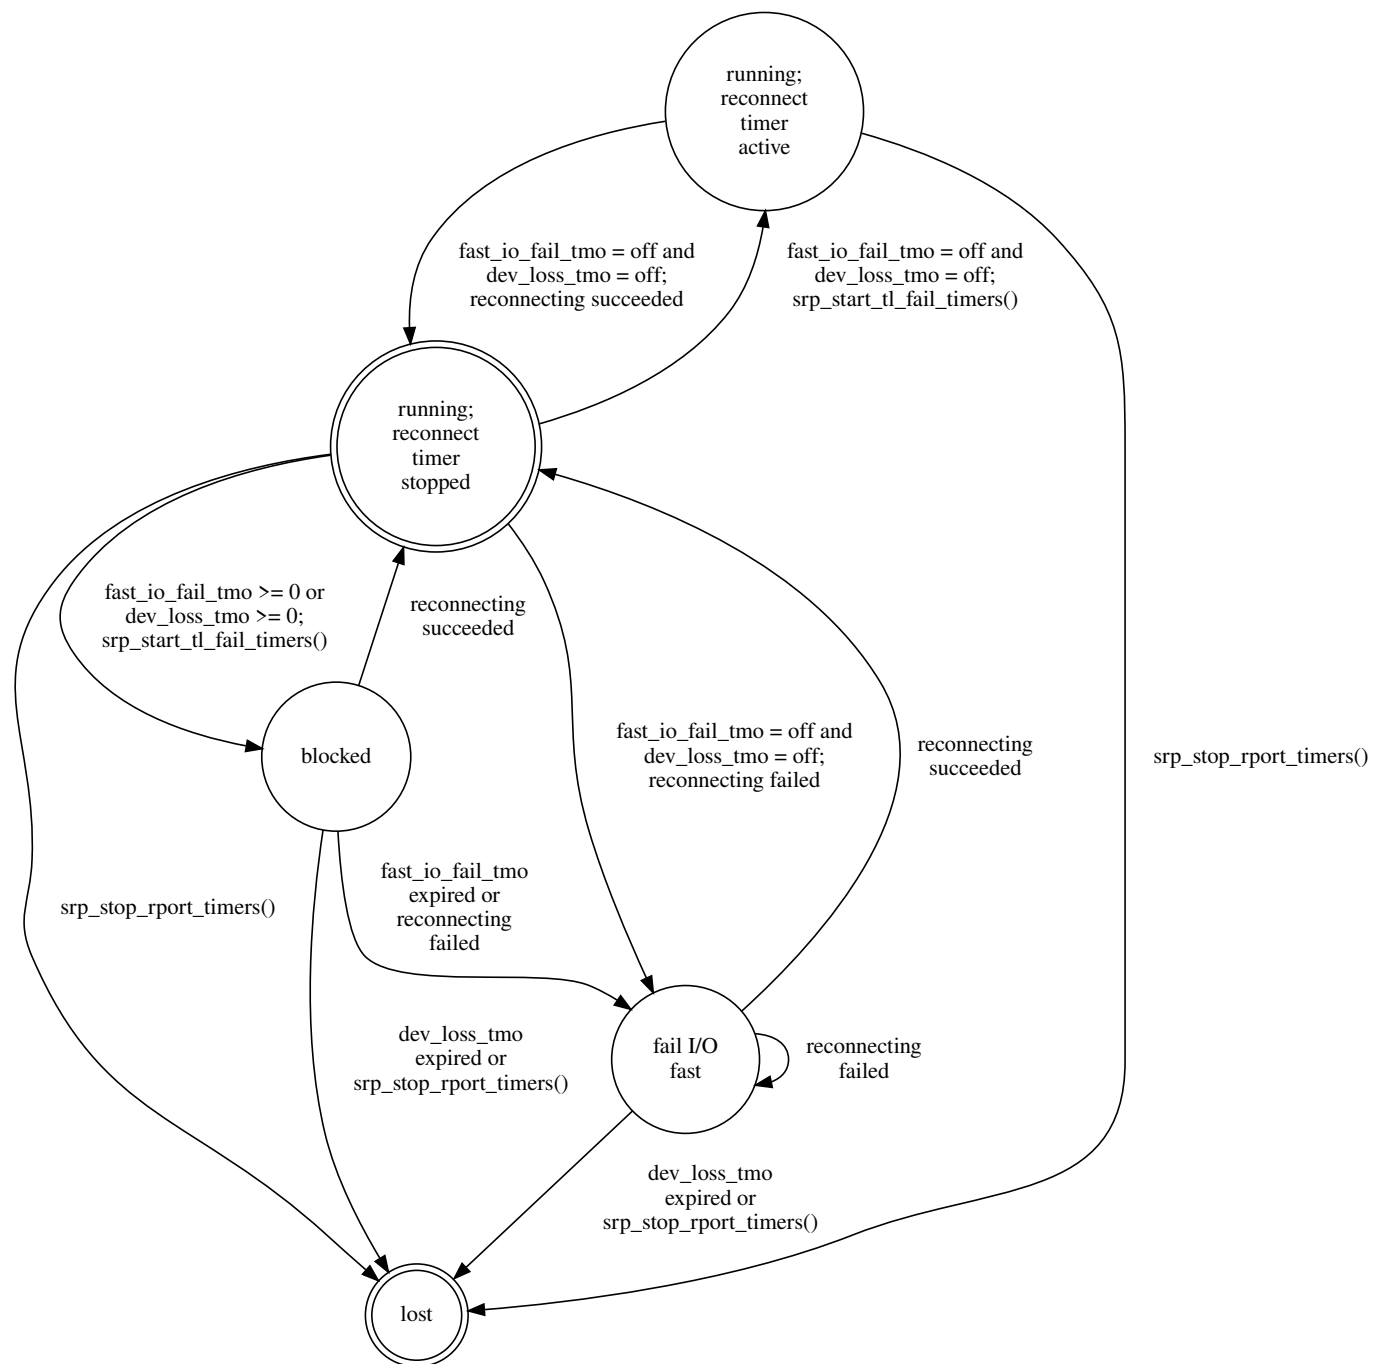 running;
reconnect
timer
active
fast_io_fail_tmo = off and
dev_loss_tmo = off;
reconnecting succeeded
fast_io_fail_tmo = off and
dev_loss_tmo = off;
srp_start_tl_fail_timers()
running;
reconnect
timer
stopped
fast_io_fail_tmo >= 0 or
dev_loss_tmo >= 0;
srp_start_tl_fail_timers()
reconnecting
succeeded
blocked
fast_io_fail_tmo = off and
dev_loss_tmo = off;
reconnecting failed
reconnecting
succeeded
srp_stop_rport_timers()
srp_stop_rport_timers()
fast_io_fail_tmo
expired or
reconnecting
failed
dev_loss_tmo
expired or
srp_stop_rport_timers()
fail I/O
fast
reconnecting
failed
dev_loss_tmo
expired or
srp_stop_rport_timers()
lost